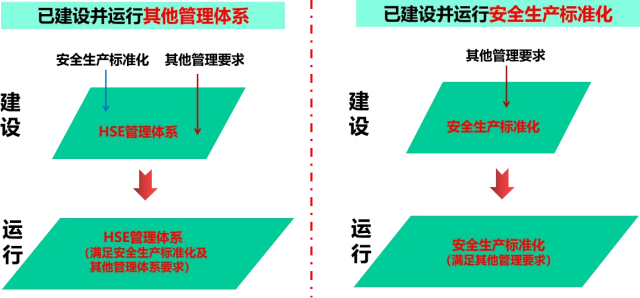 已建设并运行其他管理体系
安全生产标准化 其他管理要求
建设
HSE管理体系
运行
HSE管理体系
(满足安全生产标准化及
其他管理体系要求)
已建设并运行安全生产标准化
其他管理要求
建设
安全生产标准化
运行
安全生产标准化
(满足其他管理要求)